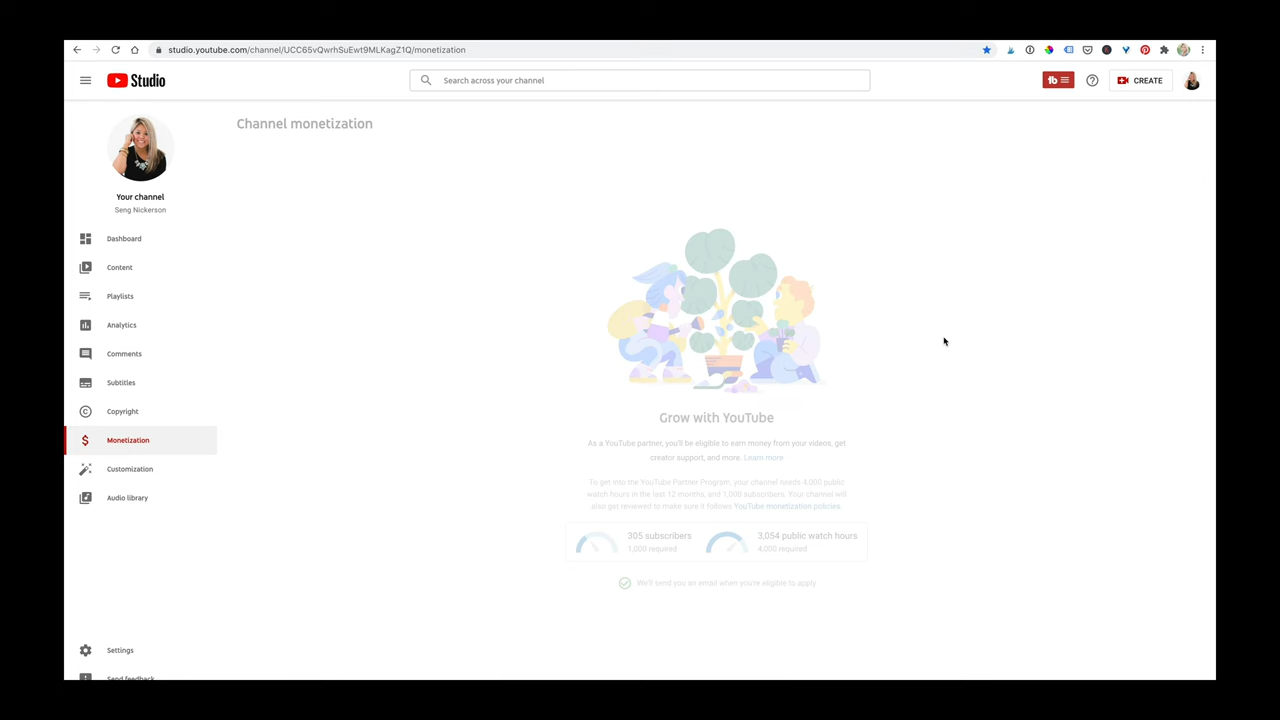 studio.youtube.com/channel/UCC65vQwrhSuEwt9MLKagZ1Q/monetization
Studio
Search across your channel
tb
CREATE
Channel monetization
Your channel
Seng Nickerson
Dashboard
Content
Playlists
Analytics
Comments
Subtitles
Copyright
Monetization
Customization
Audio library
Settings
Send feedback
Grow with YouTube
As a YouTube partner, you'll be eligible to earn money from your videos, get
creator support, and more. Learn more
To get into the YouTube Partner Program, your channel needs 4,000 public
watch hours in the last 12 months, and 1,000 subscribers. Your channel will
also get reviewed to make sure it follows YouTube monetization policies.
305 subscribers
1,000 required
3,054 public watch hours
4,000 required
We'll send you an email when you're eligible to apply